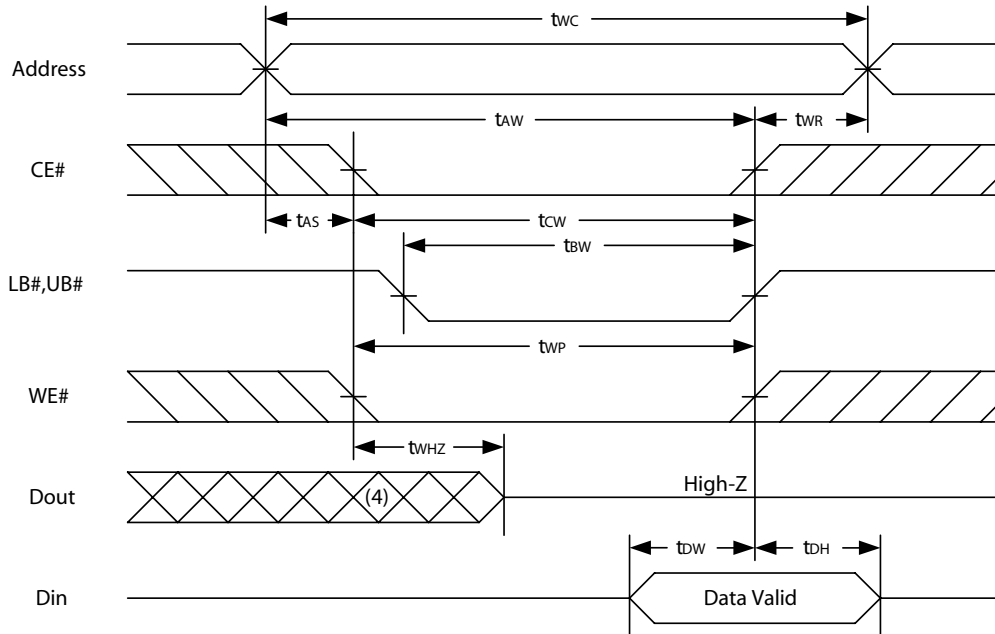 tWC
Address
tAW tWR
CE#
tAS tCW
tBW
LB#,UB#
tWP
WE#
tWHZ
Dout (4) High-Z
tDW tDH
Din Data Valid